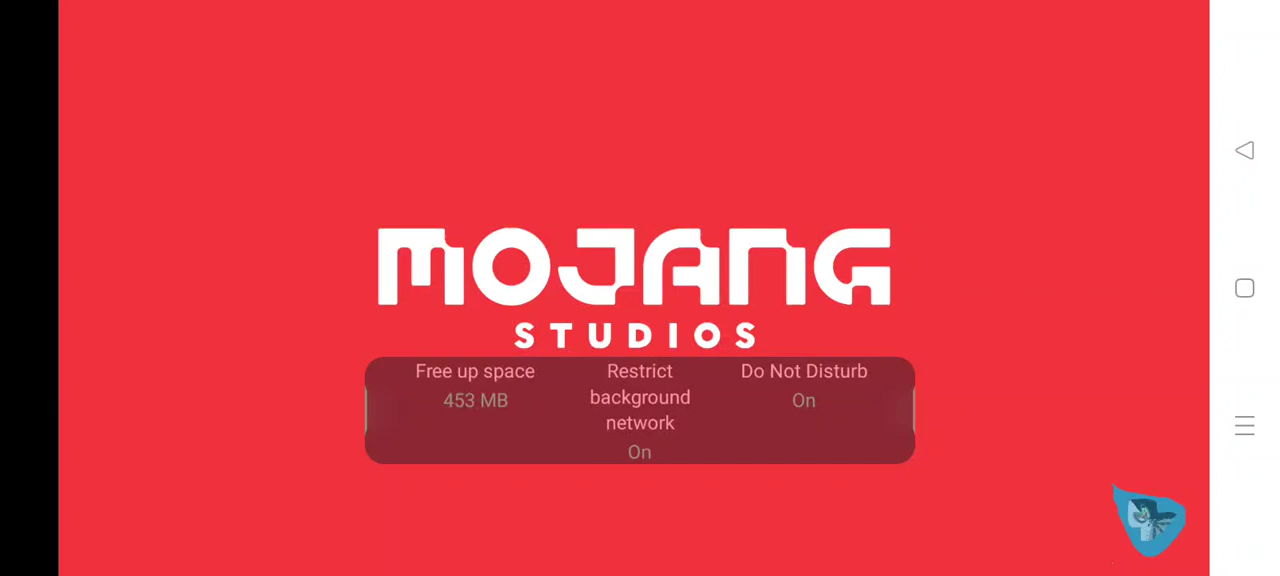 MOJANG
STUDIOS
Free up space
453 MB
Restrict
background
network
On
Do Not Disturb
On